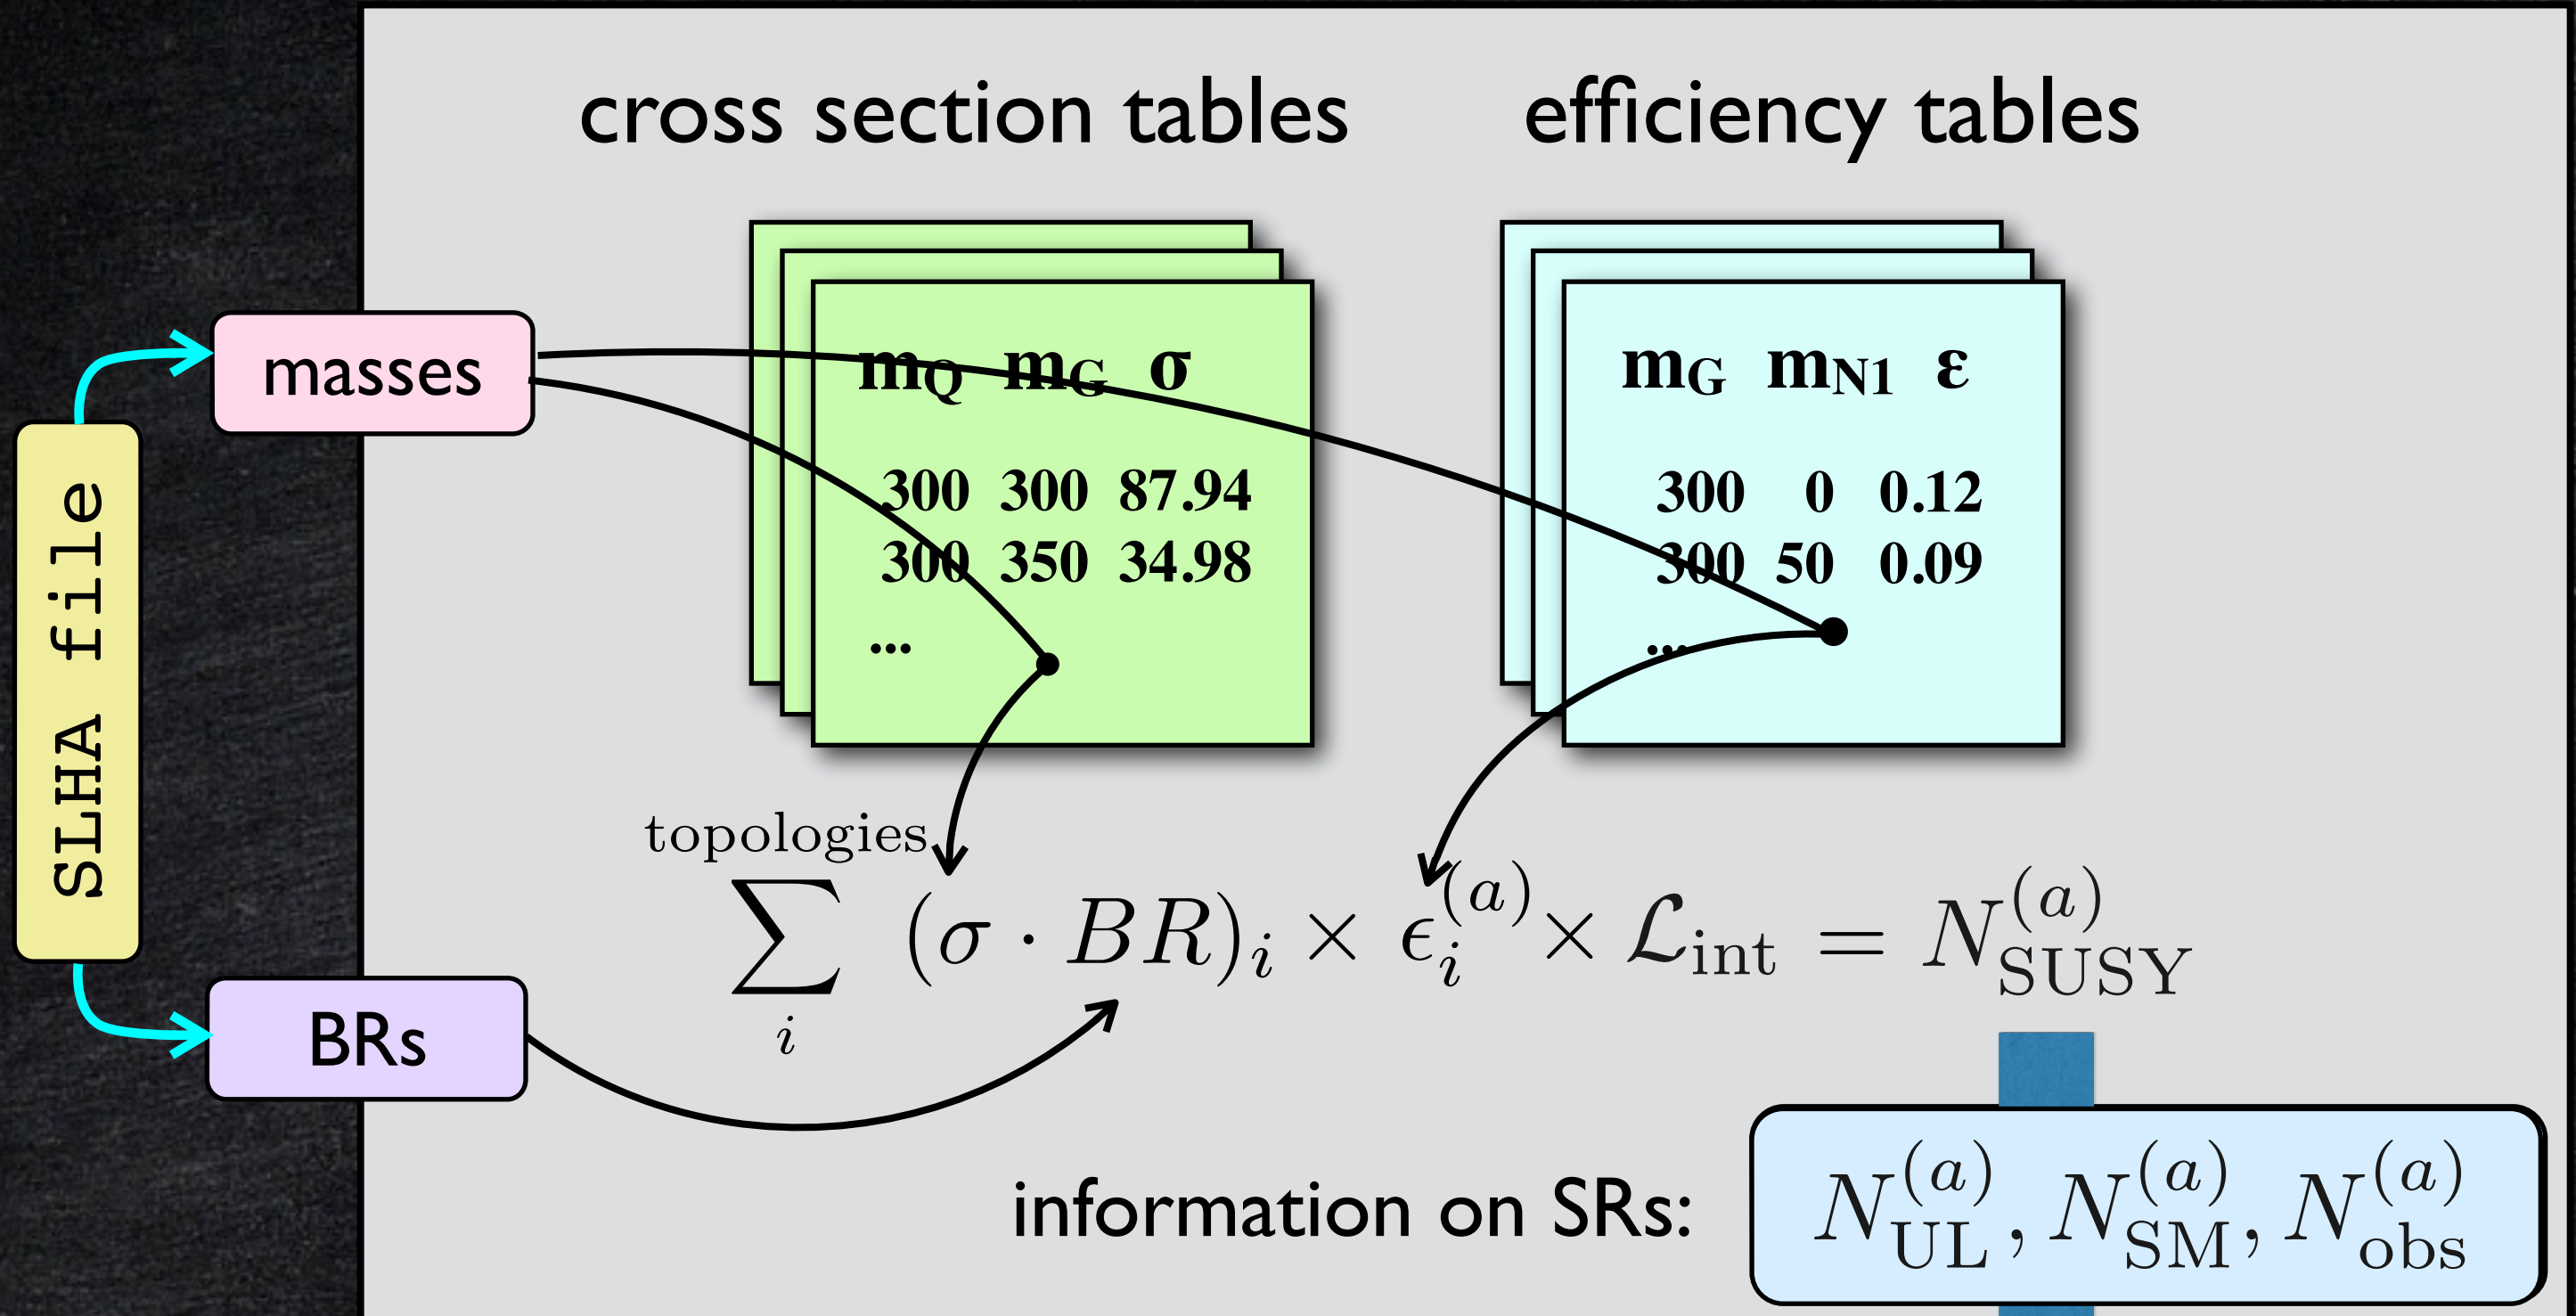 cross section tables
efficiency tables
masses
SLHA file
BRs
m_Q m_G σ
300 300 87.94
300 350 34.98
...
m_G m_N1 ε
300 0 0.12
300 50 0.09
...
topologies
∑ (σ · BR)_i × ϵ_i^(a) × ℒ_int = N_SUSY^(a)
i
information on SRs:
N_UL^(a), N_SM^(a), N_obs^(a)